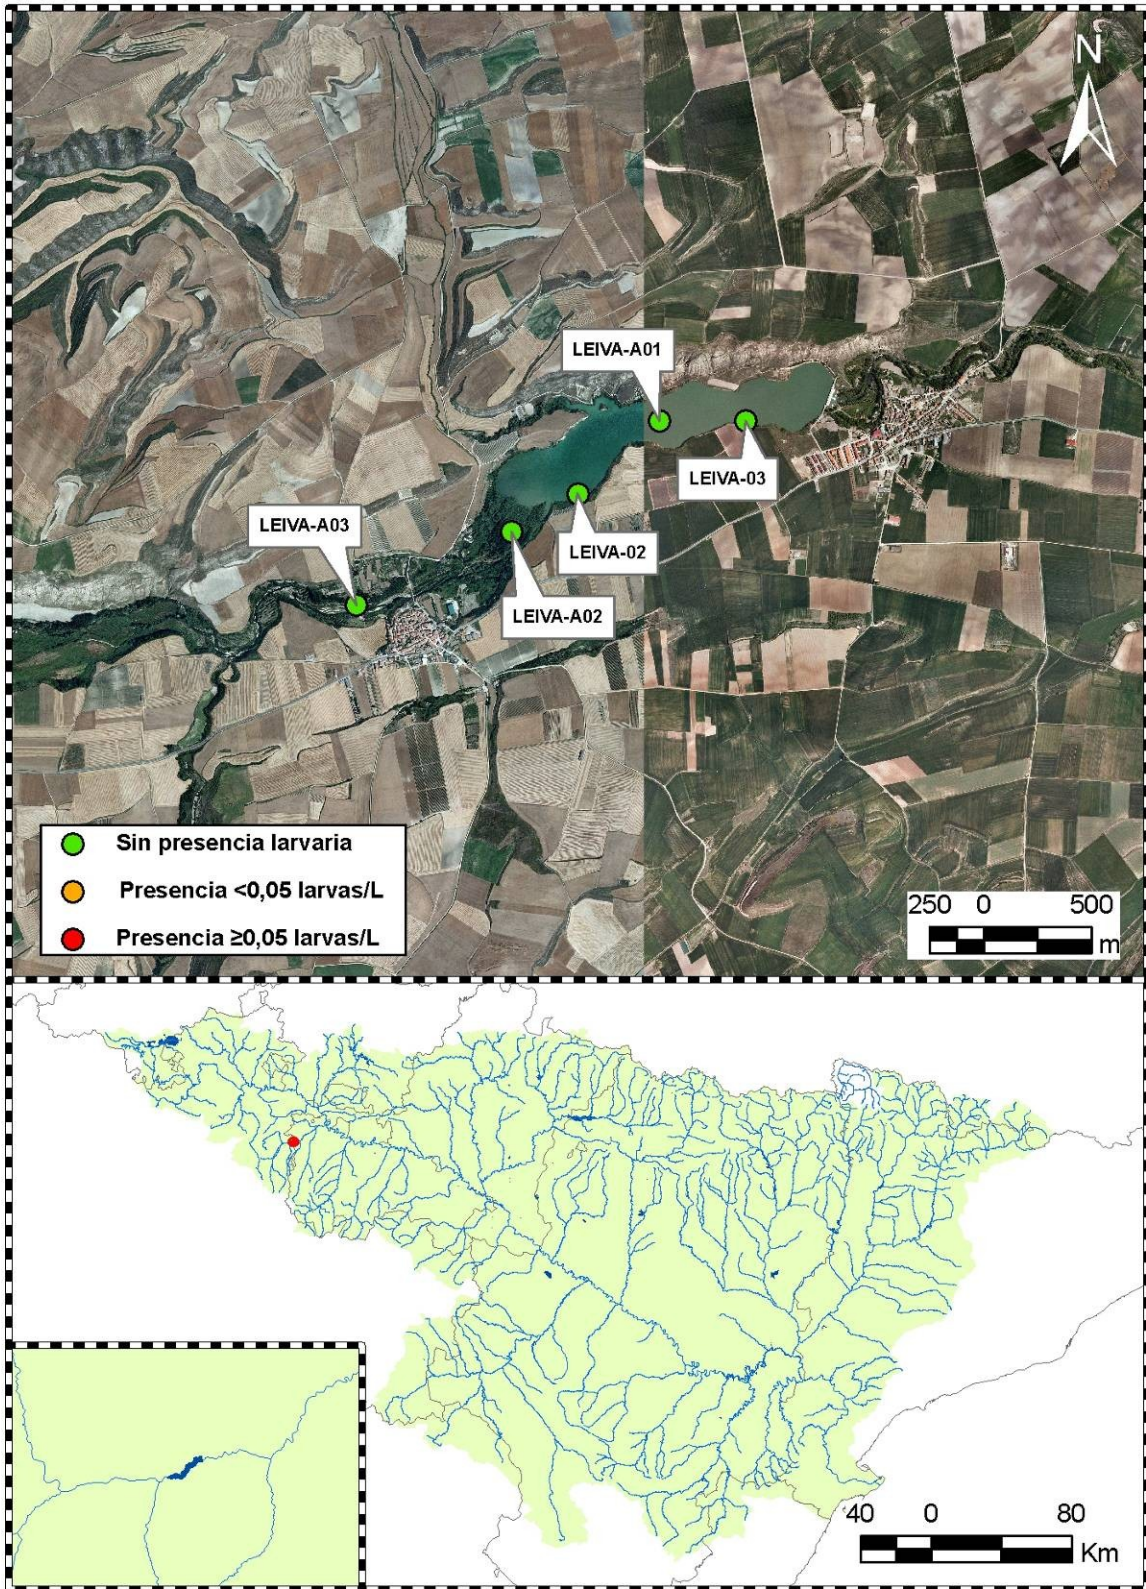 N
LEIVA-A01
LEIVA-03
LEIVA-A03
LEIVA-02
LEIVA-A02
Sin presencia larvaria
Presencia <0,05 larvas/L
Presencia ≥0,05 larvas/L
250 0 500
m
40 0 80
Km